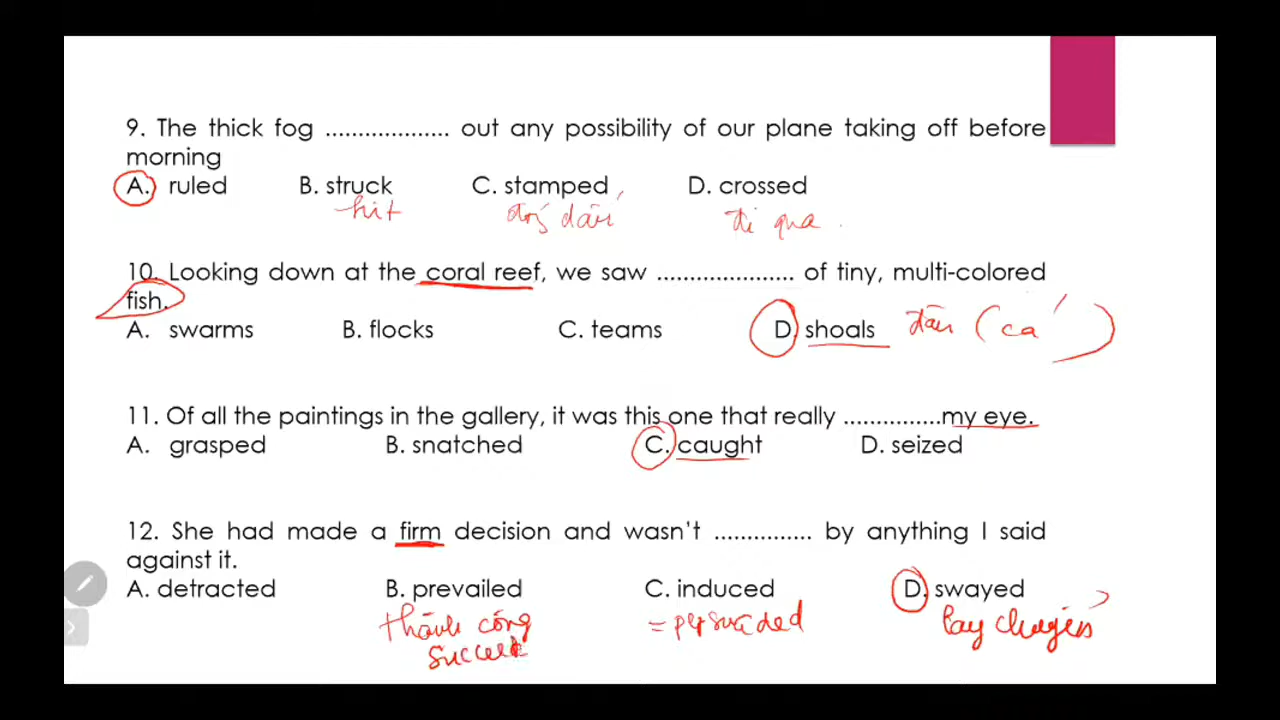 9. The thick fog ................... out any possibility of our plane taking off before
morning
A. ruled B. struck C. stamped D. crossed
hit đóng dấu đi qua
10. Looking down at the coral reef, we saw ..................... of tiny, multi-colored
fish.
A. swarms B. flocks C. teams D. shoals đàn (cá)
11. Of all the paintings in the gallery, it was this one that really ...............my eye.
A. grasped B. snatched C. caught D. seized
12. She had made a firm decision and wasn't ............... by anything I said
against it.
A. detracted B. prevailed C. induced D. swayed
thành công = persuaded lay chuyển
succeed